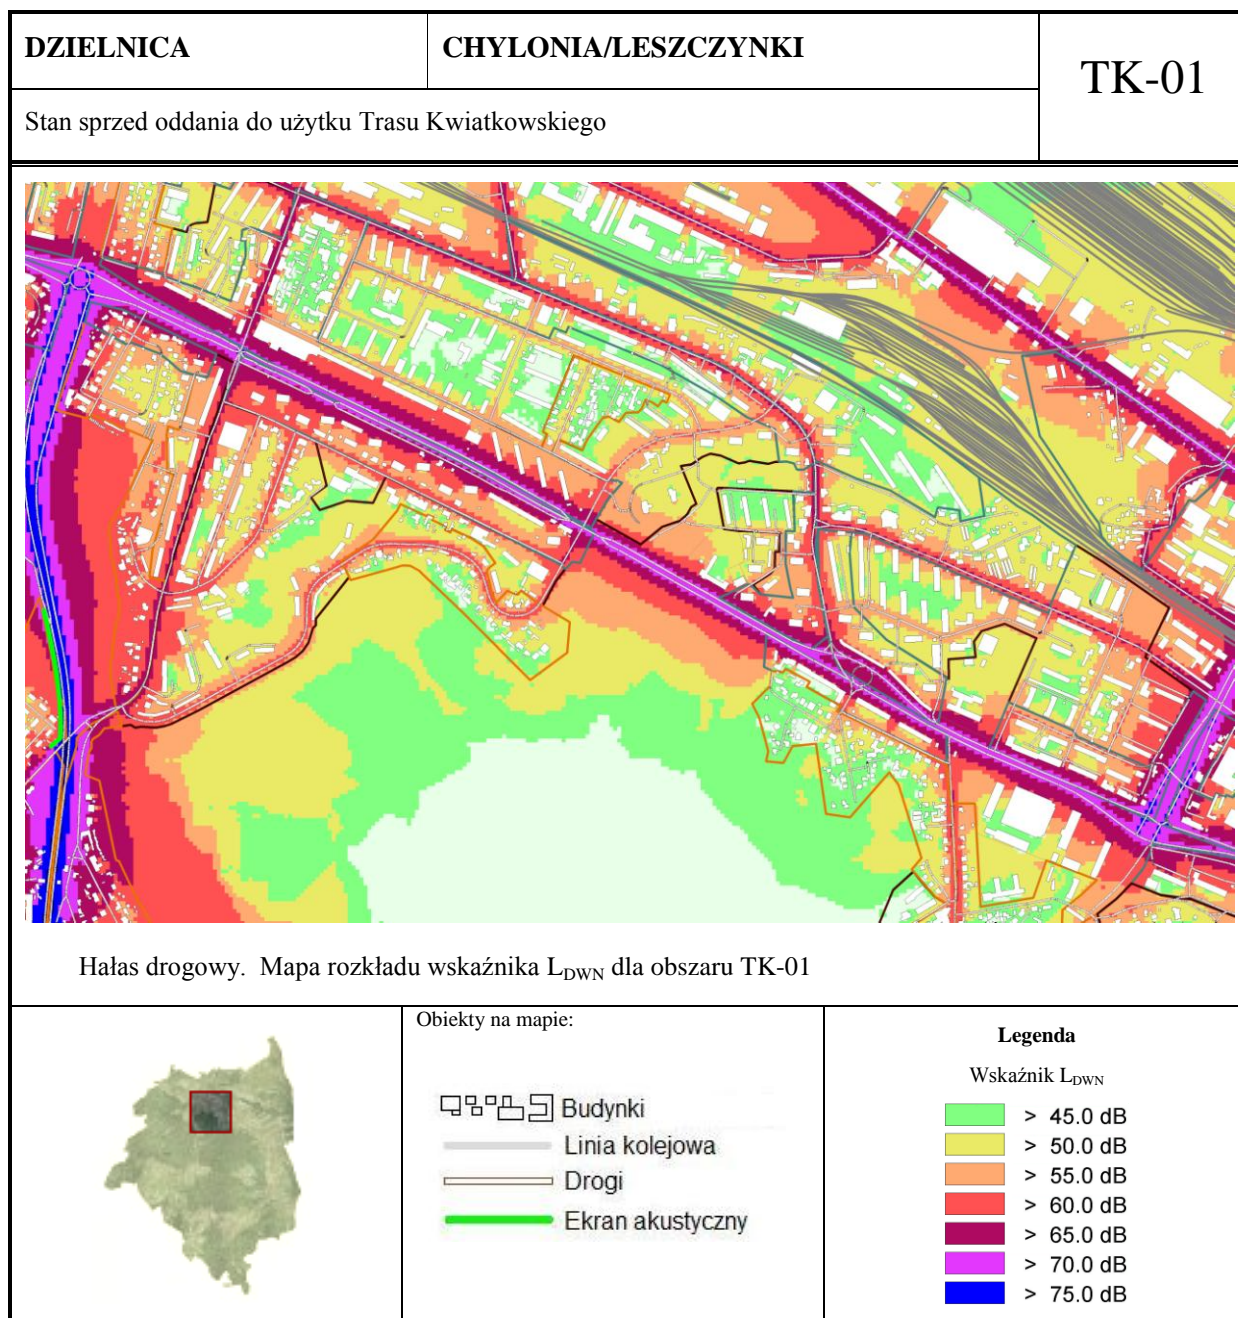 DZIELNICA
CHYLONIA/LESZCZYNKI
TK-01
Stan sprzed oddania do użytku Trasu Kwiatkowskiego
Hałas drogowy. Mapa rozkładu wskaźnika LDWN dla obszaru TK-01
Obiekty na mapie:
Budynki
Linia kolejowa
Drogi
Ekran akustyczny
Legenda
Wskaźnik LDWN
> 45.0 dB
> 50.0 dB
> 55.0 dB
> 60.0 dB
> 65.0 dB
> 70.0 dB
> 75.0 dB